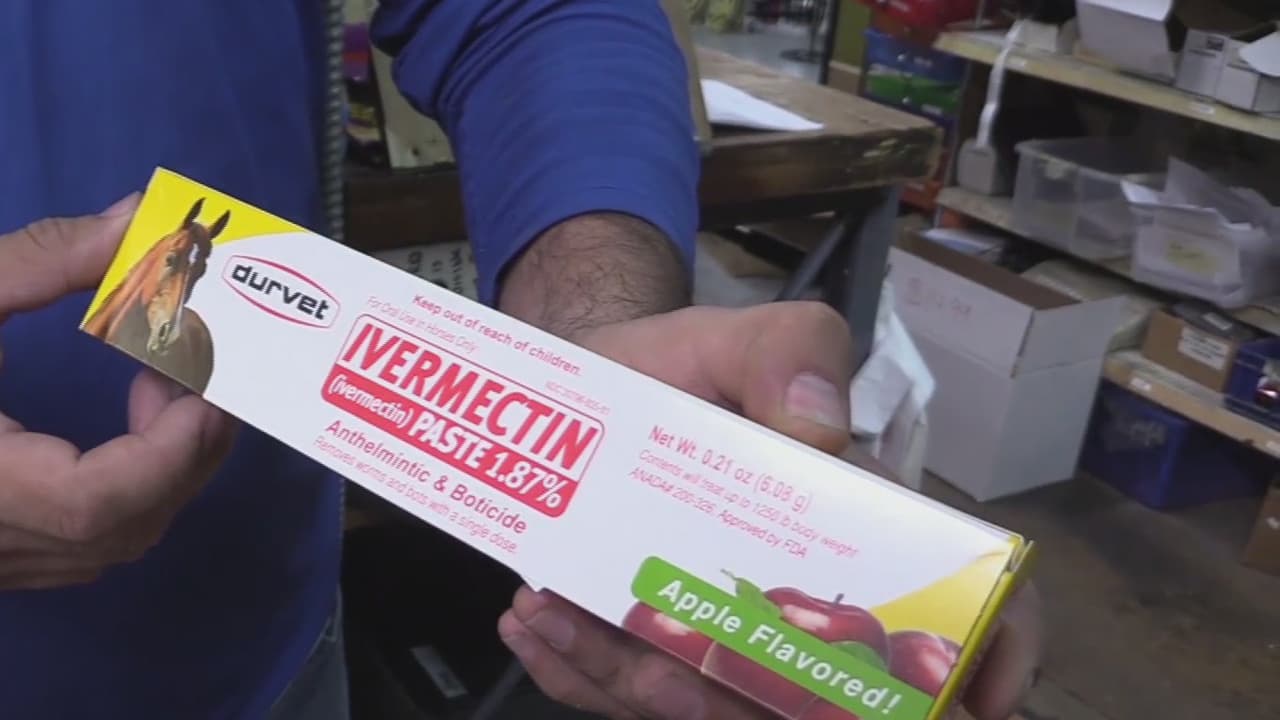 durvet
Keep out of reach of children.
For Oral Use in Horses Only
IVERMECTIN
(ivermectin) PASTE 1.87%
Anthelmintic & Boticide
Removes worms and bots with a single dose.
Net Wt. 0.21 oz (6.08 g)
Contents will treat up to 1250 lb body weight
ANADA# 200-326, Approved by FDA
Apple Flavored!